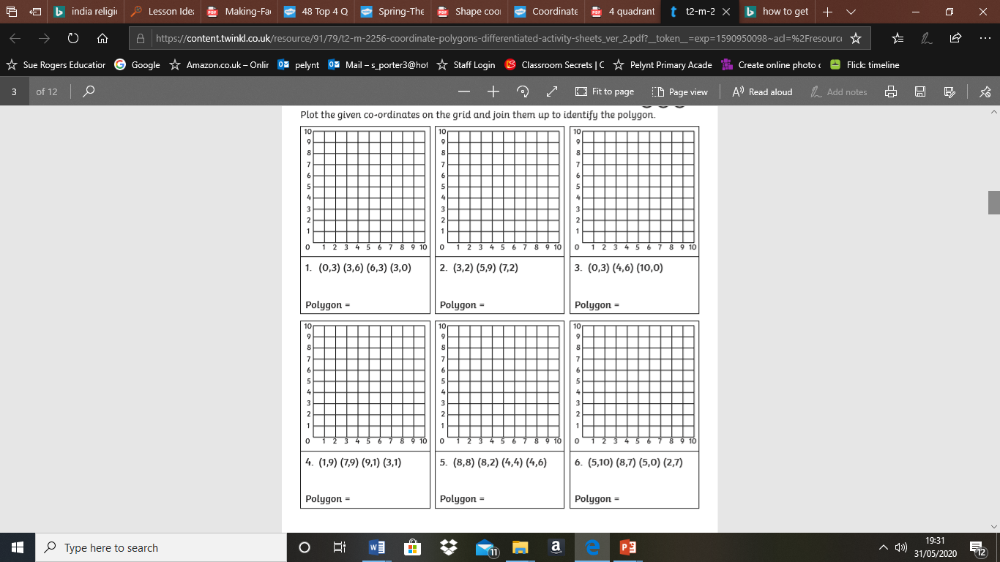 india religi
Lesson Idea
Making-Fa
48 Top 4 Q
Spring-The
Shape coor
Coordinate
4 quadrant
t2-m-2
how to get
https://content.twinkl.co.uk/resource/91/79/t2-m-2256-coordinate-polygons-differentiated-activity-sheets_ver_2.pdf?__token__=exp=1590950098~acl=%2Fresource
Sue Rogers Education
Google
Amazon.co.uk – Onlin
pelynt
Mail – s_porter3@hot
Staff Login
Classroom Secrets | C
Pelynt Primary Acade
Create online photo c
Flick: timeline
3 of 12
Fit to page
Page view
Read aloud
Add notes
Plot the given co-ordinates on the grid and join them up to identify the polygon.
10 10 10
9 9 9
8 8 8
7 7 7
6 6 6
5 5 5
4 4 4
3 3 3
2 2 2
1 1 1
0 1 2 3 4 5 6 7 8 9 10 0 1 2 3 4 5 6 7 8 9 10 0 1 2 3 4 5 6 7 8 9 10
1. (0,3) (3,6) (6,3) (3,0)
Polygon =
2. (3,2) (5,9) (7,2)
Polygon =
3. (0,3) (4,6) (10,0)
Polygon =
10 10 10
9 9 9
8 8 8
7 7 7
6 6 6
5 5 5
4 4 4
3 3 3
2 2 2
1 1 1
0 1 2 3 4 5 6 7 8 9 10 0 1 2 3 4 5 6 7 8 9 10 0 1 2 3 4 5 6 7 8 9 10
4. (1,9) (7,9) (9,1) (3,1)
Polygon =
5. (8,8) (8,2) (4,4) (4,6)
Polygon =
6. (5,10) (8,7) (5,0) (2,7)
Polygon =
Type here to search
11
19:31
31/05/2020
12